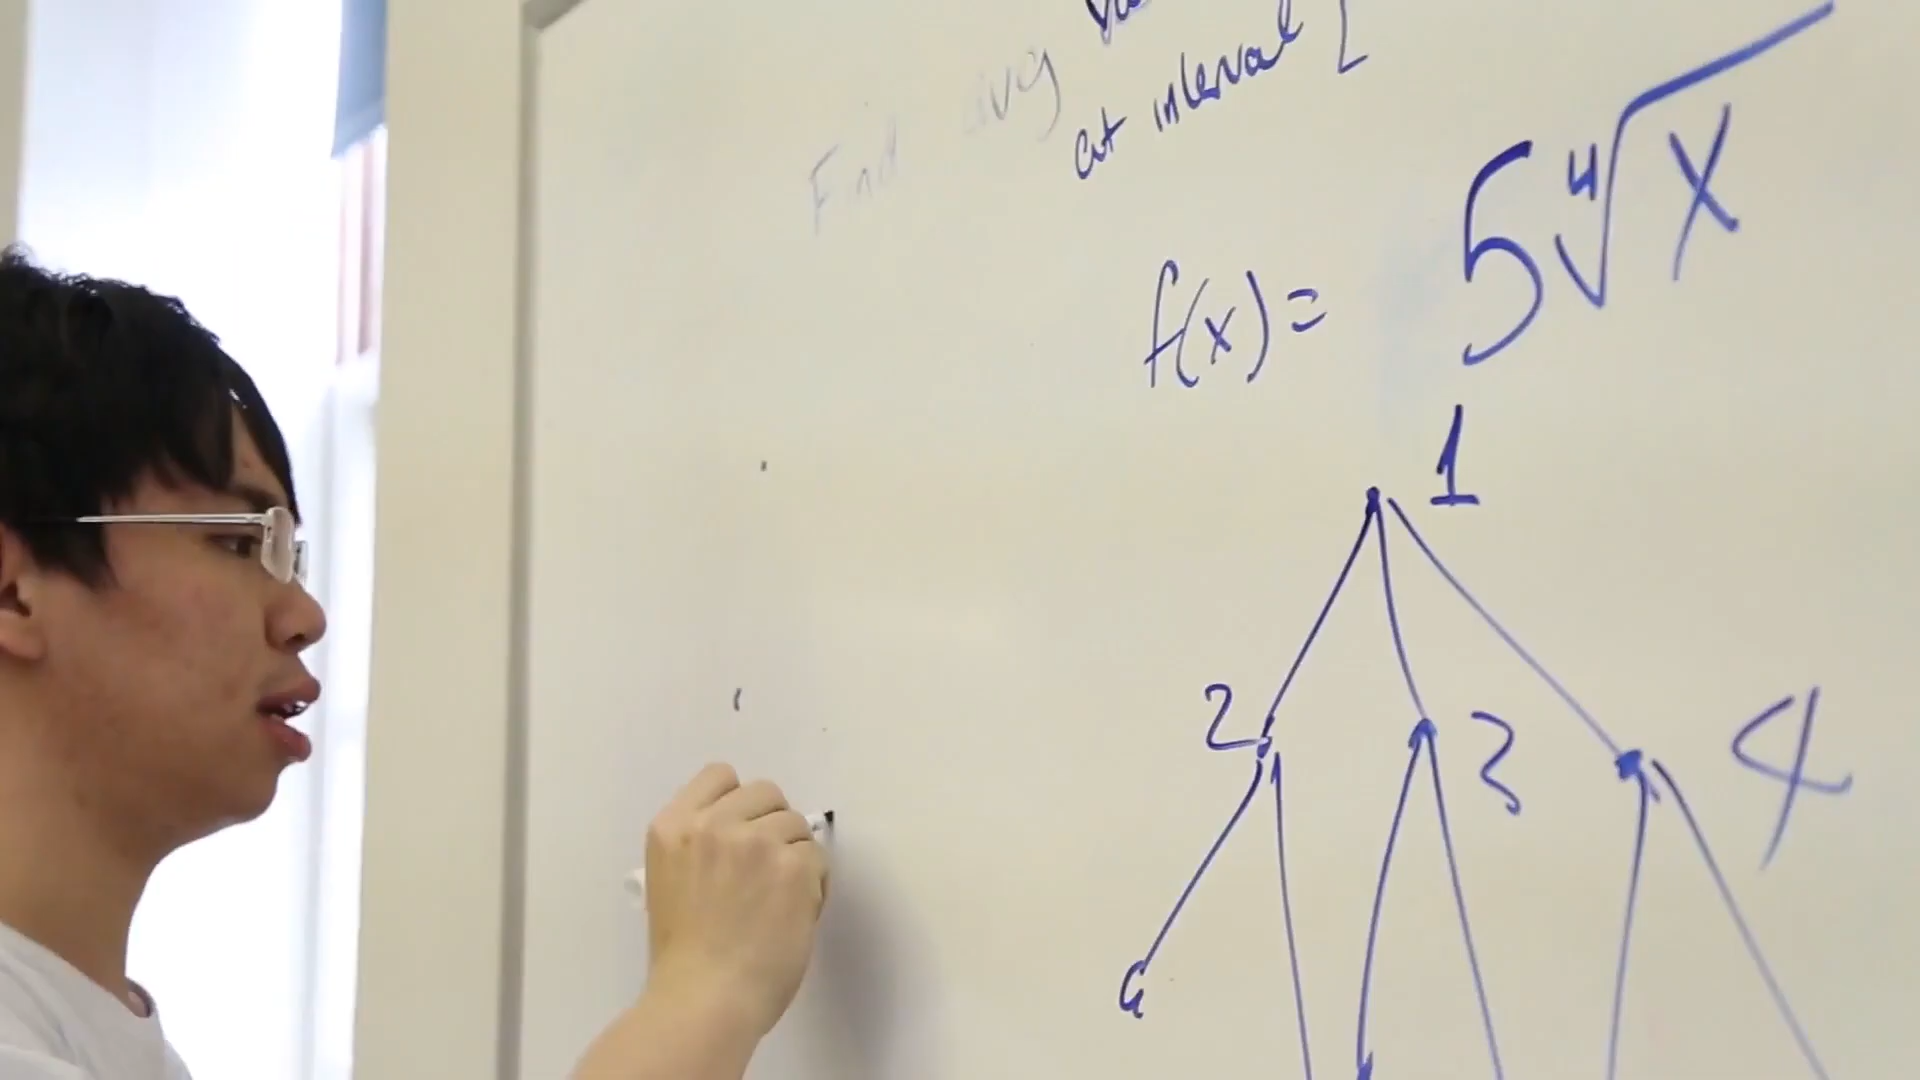 Find avg
at interval [
f(x) = 5∜x
1
2 3 4